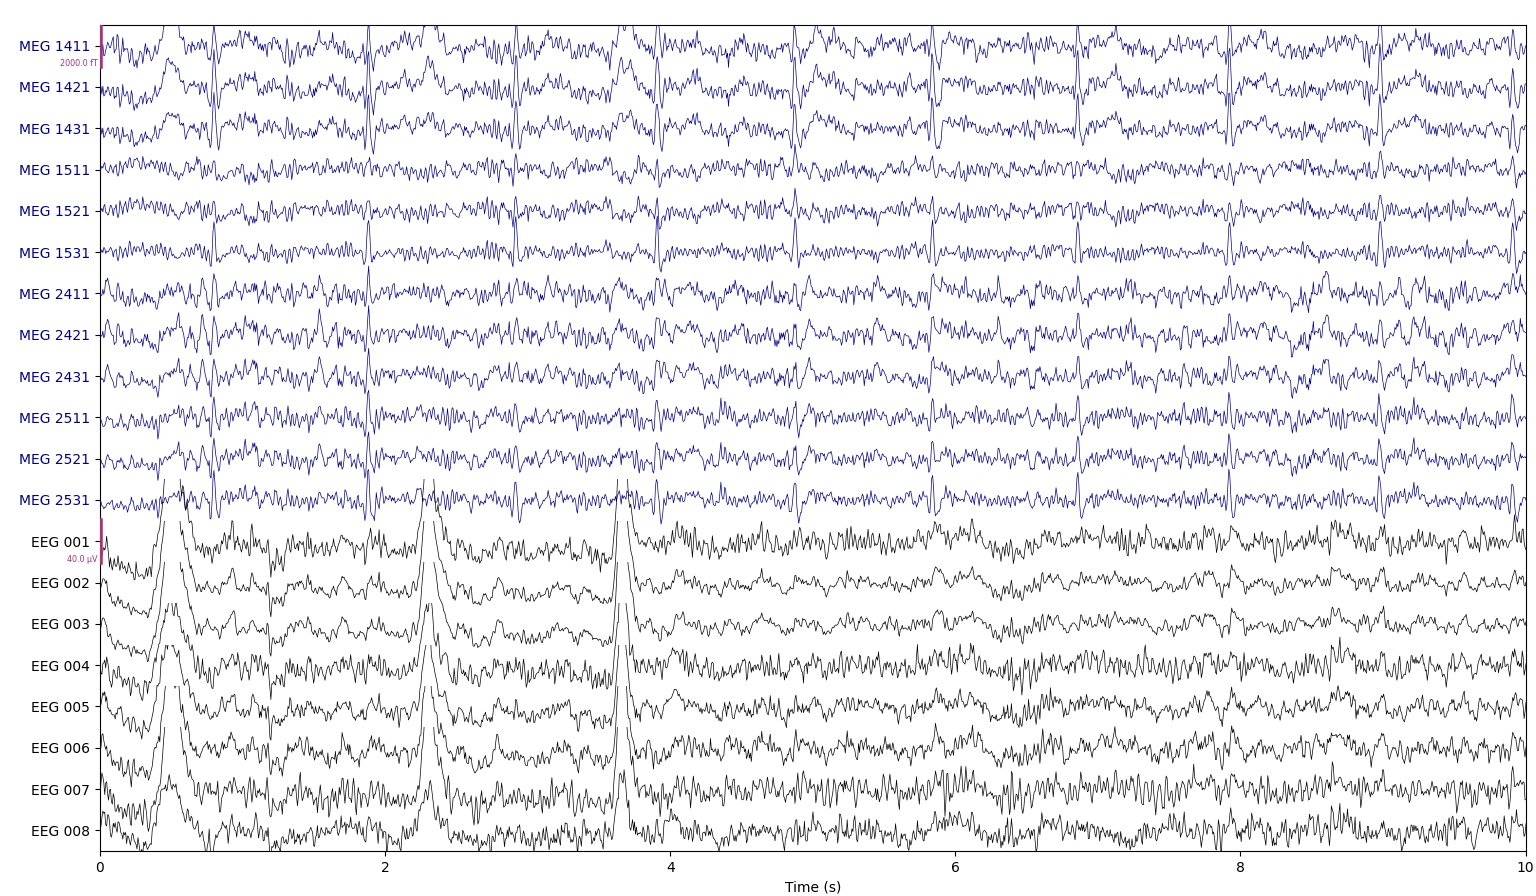 MEG 1411
2000.0 fT
MEG 1421
MEG 1431
MEG 1511
MEG 1521
MEG 1531
MEG 2411
MEG 2421
MEG 2431
MEG 2511
MEG 2521
MEG 2531
EEG 001
40.0 µV
EEG 002
EEG 003
EEG 004
EEG 005
EEG 006
EEG 007
EEG 008
0 2 4 6 8 10
Time (s)